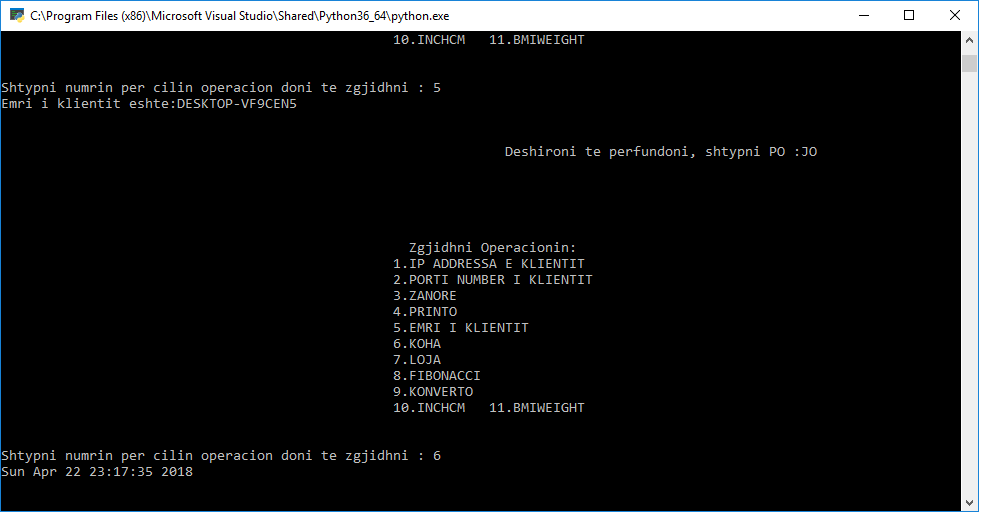 C:\Program Files (x86)\Microsoft Visual Studio\Shared\Python36_64\python.exe
10.INCHCM   11.BMIWEIGHT
Shtypni numrin per cilin operacion doni te zgjidhni : 5
Emri i klientit eshte:DESKTOP-VF9CEN5
Deshironi te perfundoni, shtypni PO :JO
Zgjidhni Operacionin:
1.IP ADDRESSA E KLIENTIT
2.PORTI NUMBER I KLIENTIT
3.ZANORE
4.PRINTO
5.EMRI I KLIENTIT
6.KOHA
7.LOJA
8.FIBONACCI
9.KONVERTO
10.INCHCM   11.BMIWEIGHT
Shtypni numrin per cilin operacion doni te zgjidhni : 6
Sun Apr 22 23:17:35 2018